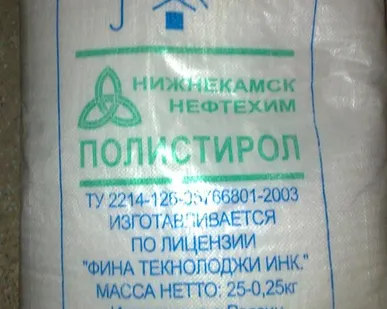 НИЖНЕКАМСК
НЕФТЕХИМ
ПОЛИСТИРОЛ
ТУ 2214-126-05766801-2003
ИЗГОТАВЛИВАЕТСЯ
ПО ЛИЦЕНЗИИ
"ФИНА ТЕКНОЛОДЖИ ИНК."
МАССА НЕТТО: 25-0,25кг